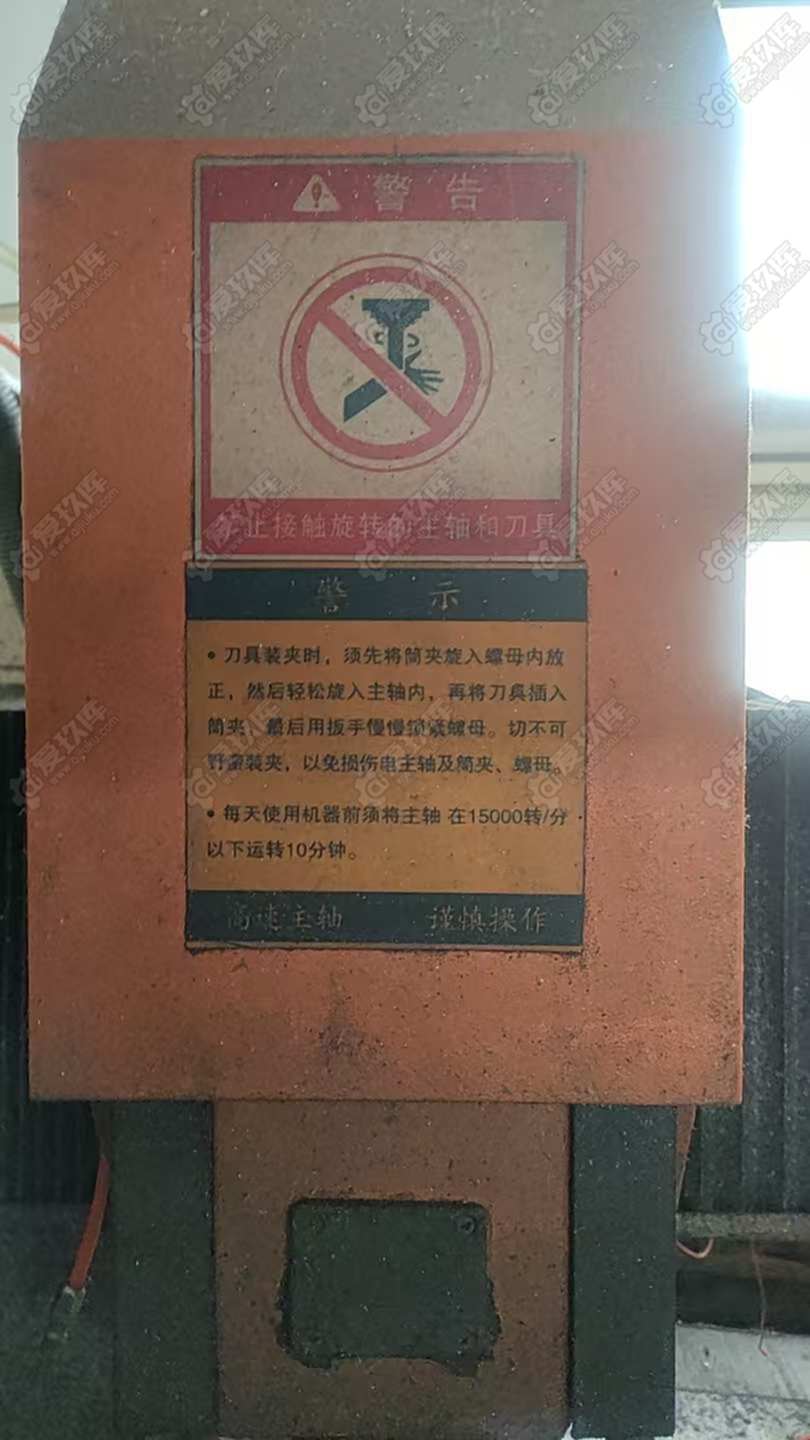 警 告
禁止接触旋转的主轴和刀具
警 示
• 刀具装夹时，须先将筒夹旋入螺母内放
正，然后轻松旋入主轴内，再将刀具插入
筒夹，最后用扳手慢慢锁紧螺母。切不可
野蛮装夹，以免损伤电主轴及筒夹、螺母。
• 每天使用机器前须将主轴 在15000转/分
以下运转10分钟。
高速主轴 谨慎操作
爱玖库